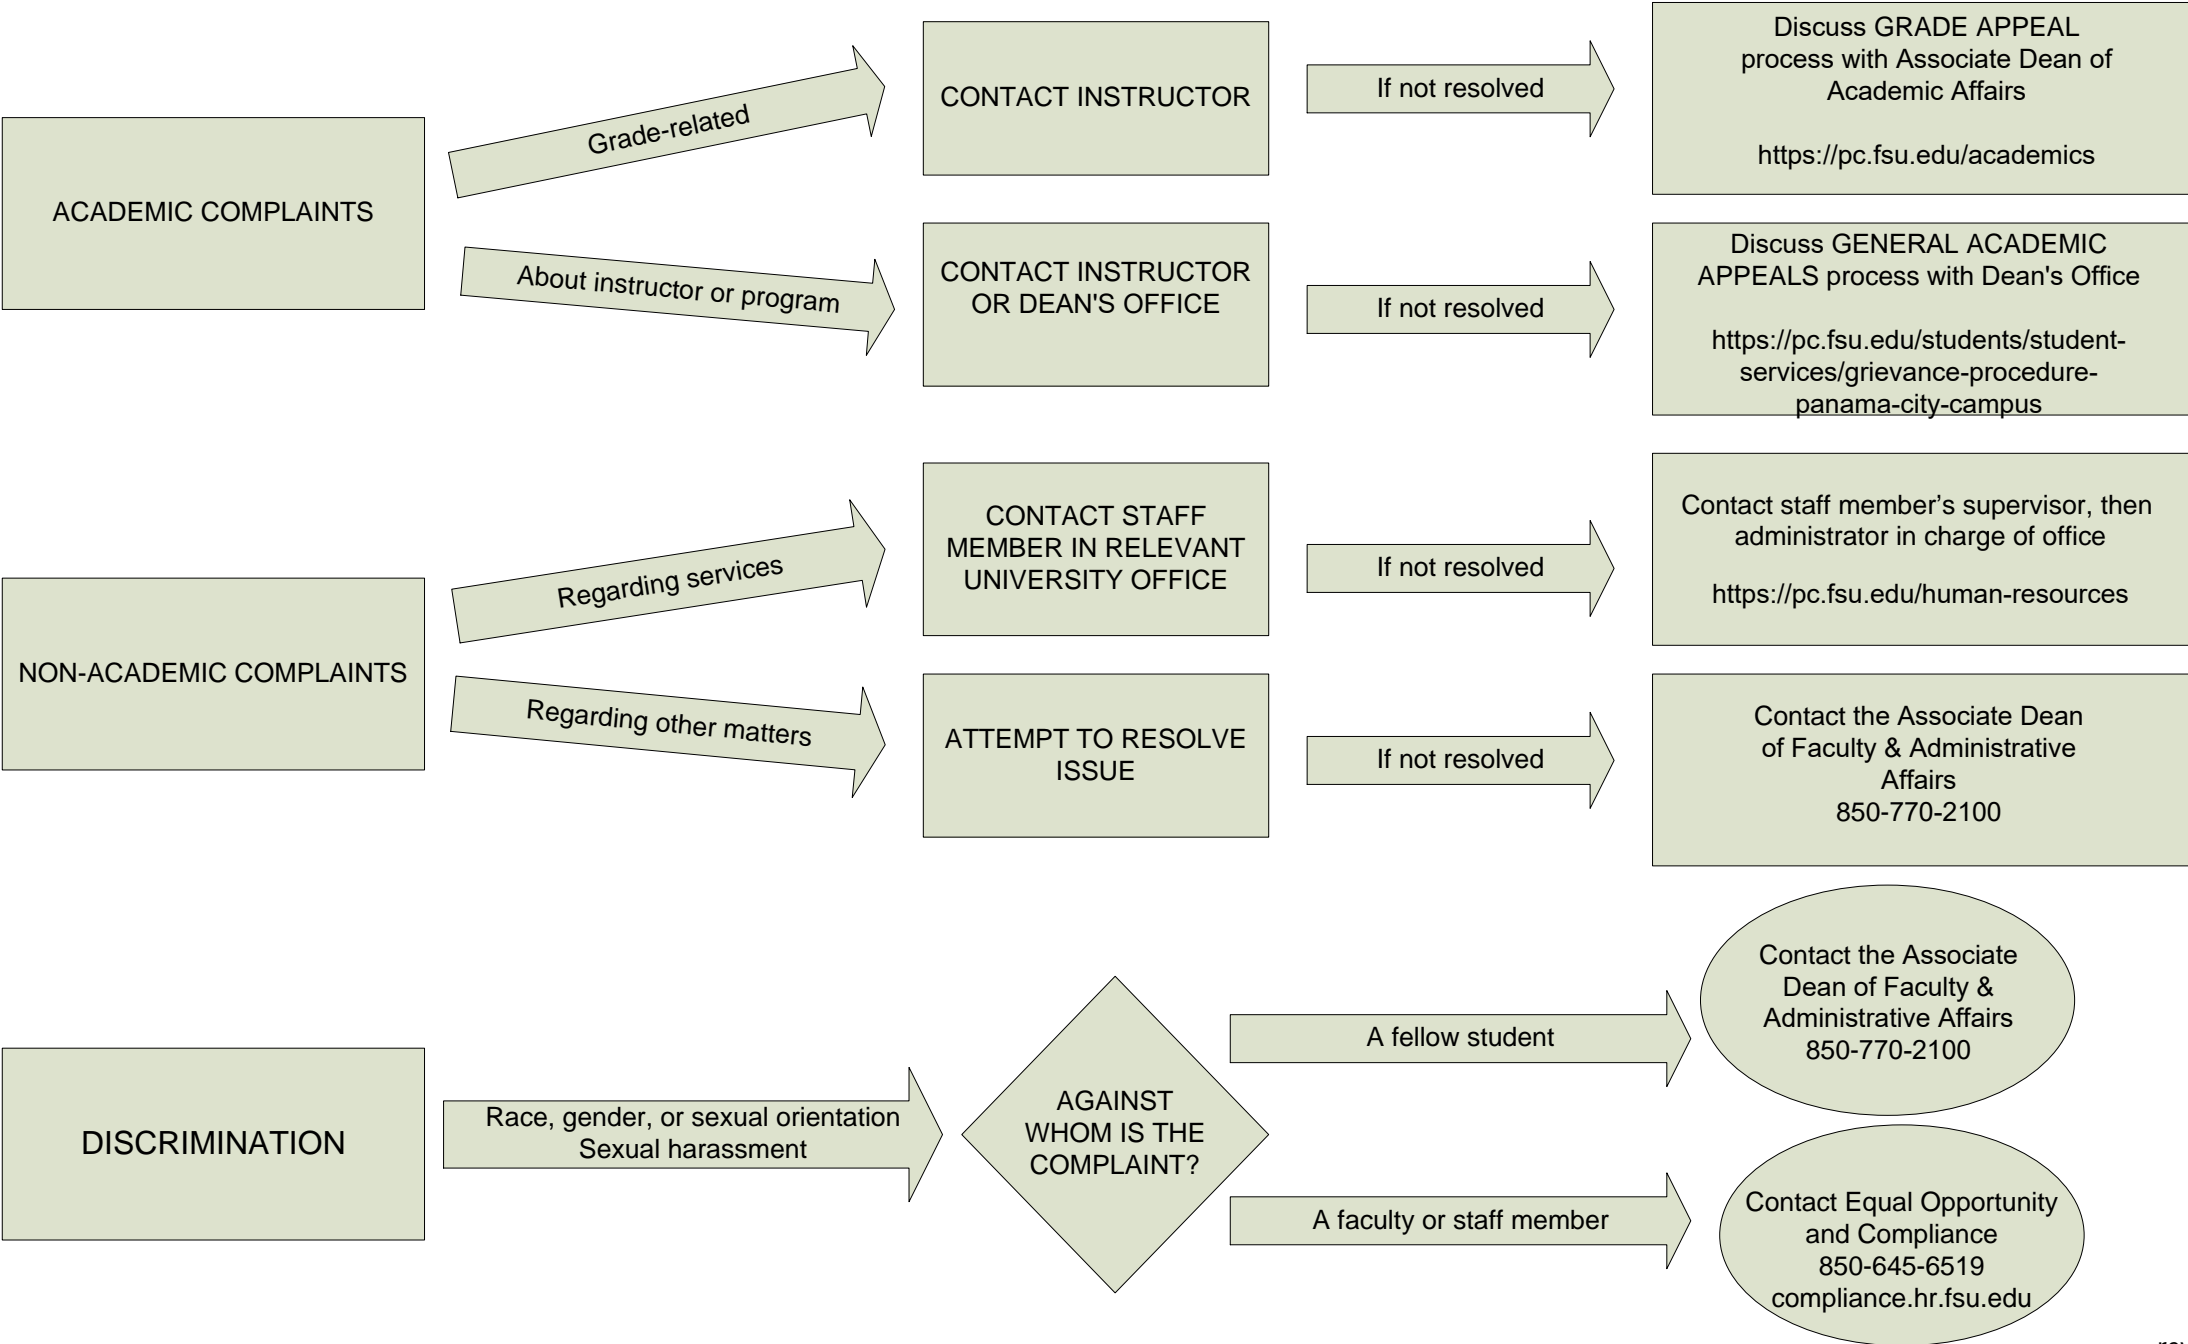 ACADEMIC COMPLAINTS
Grade-related
CONTACT INSTRUCTOR
If not resolved
Discuss GRADE APPEAL
process with Associate Dean of
Academic Affairs
https://pc.fsu.edu/academics
About instructor or program
CONTACT INSTRUCTOR
OR DEAN'S OFFICE
If not resolved
Discuss GENERAL ACADEMIC
APPEALS process with Dean's Office
https://pc.fsu.edu/students/student-
services/grievance-procedure-
panama-city-campus
NON-ACADEMIC COMPLAINTS
Regarding services
CONTACT STAFF
MEMBER IN RELEVANT
UNIVERSITY OFFICE
If not resolved
Contact staff member’s supervisor, then
administrator in charge of office
https://pc.fsu.edu/human-resources
Regarding other matters
ATTEMPT TO RESOLVE
ISSUE
If not resolved
Contact the Associate Dean
of Faculty & Administrative
Affairs
850-770-2100
DISCRIMINATION
Race, gender, or sexual orientation
Sexual harassment
AGAINST
WHOM IS THE
COMPLAINT?
A fellow student
Contact the Associate
Dean of Faculty &
Administrative Affairs
850-770-2100
A faculty or staff member
Contact Equal Opportunity
and Compliance
850-645-6519
compliance.hr.fsu.edu